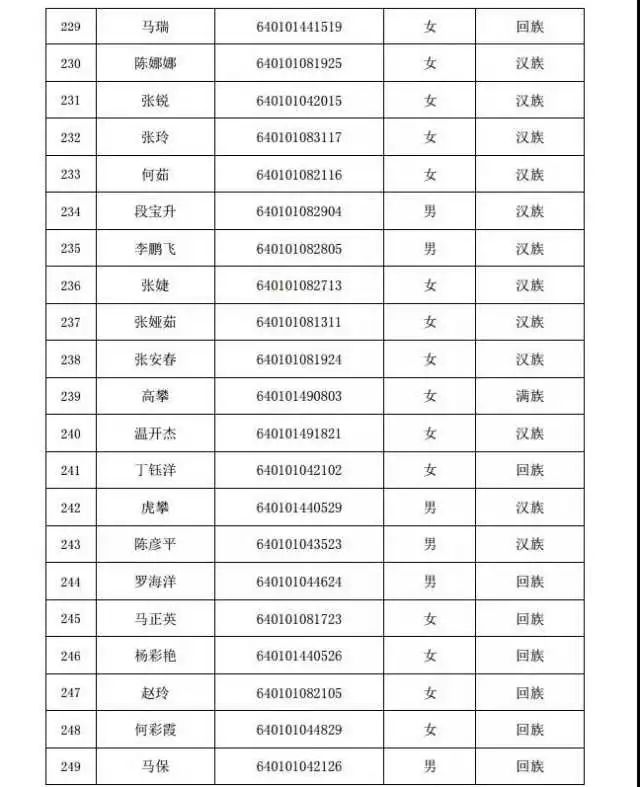 229 马瑞 640101441519 女 回族
230 陈娜娜 640101081925 女 汉族
231 张锐 640101042015 女 汉族
232 张玲 640101083117 女 汉族
233 何茹 640101082116 女 汉族
234 段宝升 640101082904 男 汉族
235 李鹏飞 640101082805 男 汉族
236 张婕 640101082713 女 汉族
237 张娅茹 640101081311 女 汉族
238 张安春 640101081924 女 汉族
239 高攀 640101490803 女 满族
240 温开杰 640101491821 女 汉族
241 丁钰洋 640101042102 女 回族
242 虎攀 640101440529 男 汉族
243 陈彦平 640101043523 男 汉族
244 罗海洋 640101044624 男 回族
245 马正英 640101081723 女 回族
246 杨彩艳 640101440526 女 回族
247 赵玲 640101082105 女 回族
248 何彩霞 640101044829 女 回族
249 马保 640101042126 男 回族